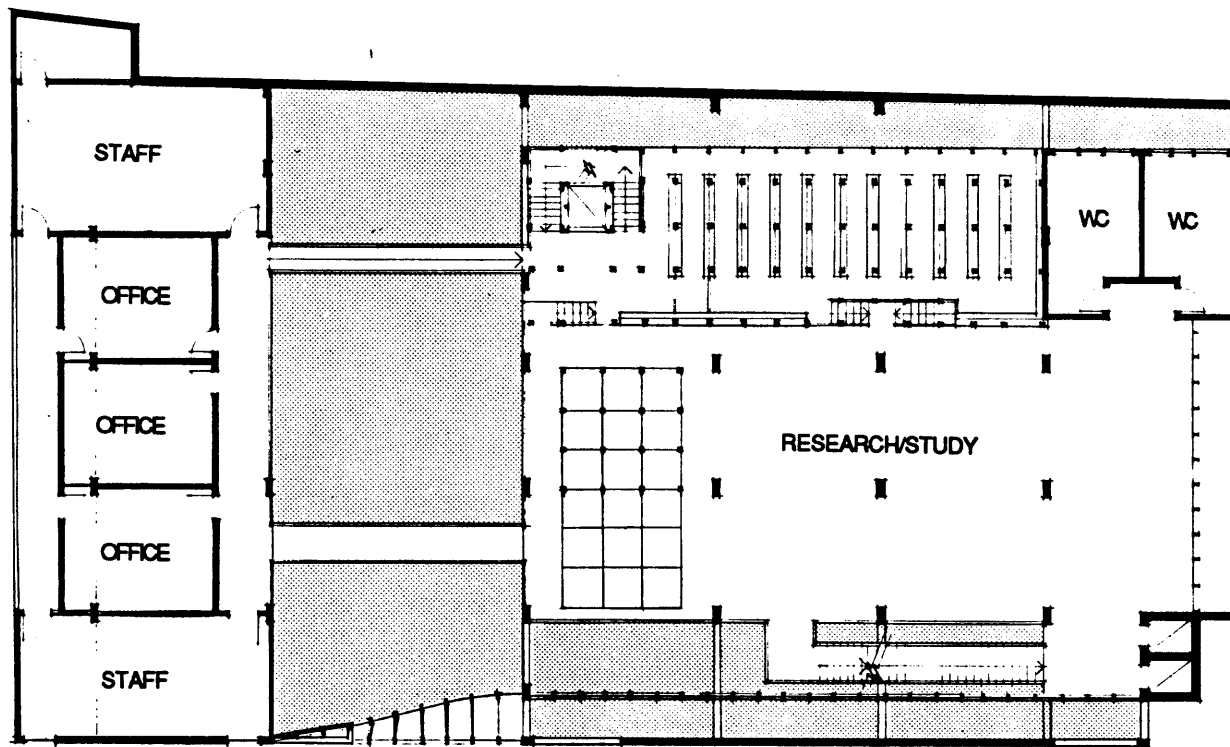 STAFF
WC
WC
OFFICE
OFFICE
RESEARCH/STUDY
OFFICE
STAFF